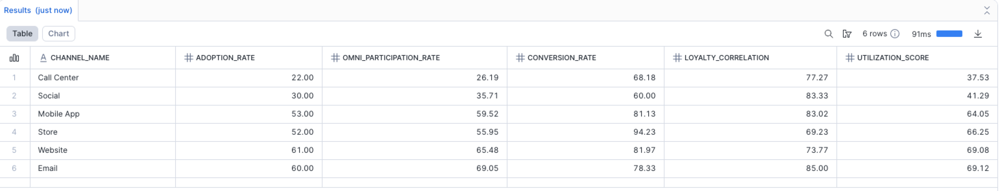 Results (just now)
Table Chart 6 rows 91ms
CHANNEL_NAME ADOPTION_RATE OMNI_PARTICIPATION_RATE CONVERSION_RATE LOYALTY_CORRELATION UTILIZATION_SCORE
1 Call Center 22.00 26.19 68.18 77.27 37.53
2 Social 30.00 35.71 60.00 83.33 41.29
3 Mobile App 53.00 59.52 81.13 83.02 64.05
4 Store 52.00 55.95 94.23 69.23 66.25
5 Website 61.00 65.48 81.97 73.77 69.08
6 Email 60.00 69.05 78.33 85.00 69.12